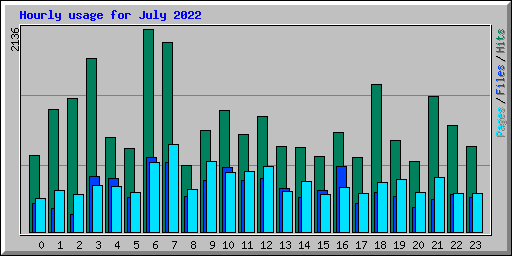 Hourly usage for July 2022
2136
Pages/Files/Hits
0 1 2 3 4 5 6 7 8 9 10 11 12 13 14 15 16 17 18 19 20 21 22 23